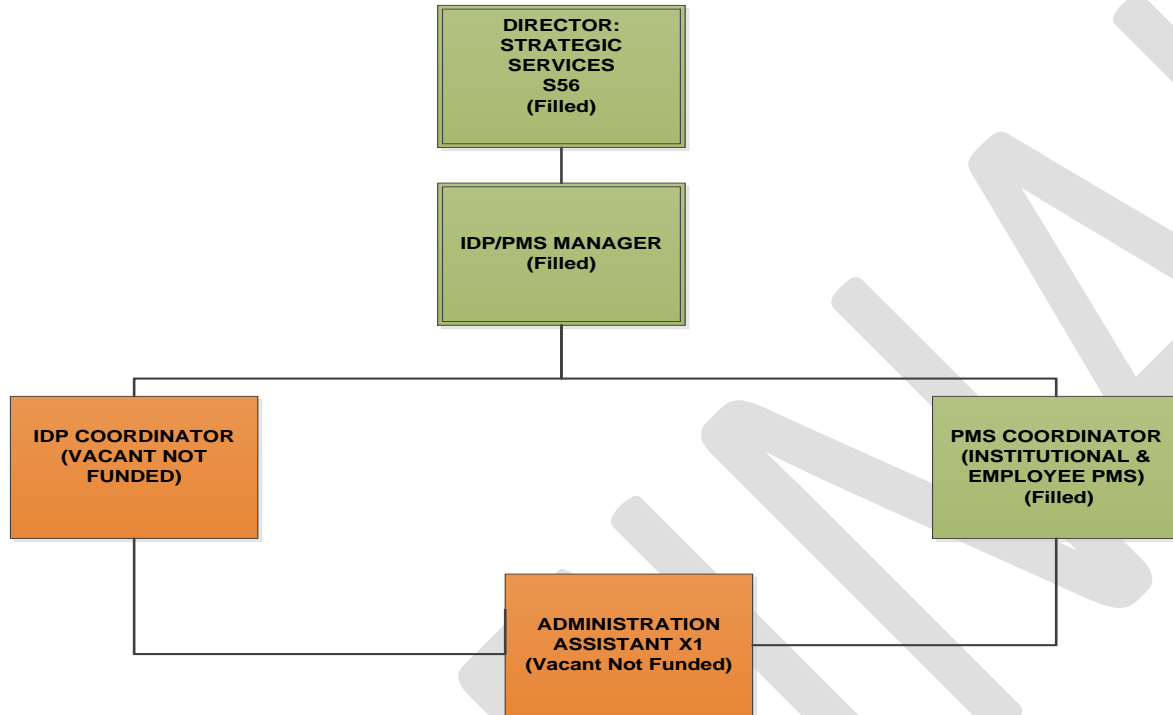 DIRECTOR:
STRATEGIC
SERVICES
S56
(Filled)
IDP/PMS MANAGER
(Filled)
IDP COORDINATOR
(VACANT NOT
FUNDED)
PMS COORDINATOR
(INSTITUTIONAL &
EMPLOYEE PMS)
(Filled)
ADMINISTRATION
ASSISTANT X1
(Vacant Not Funded)